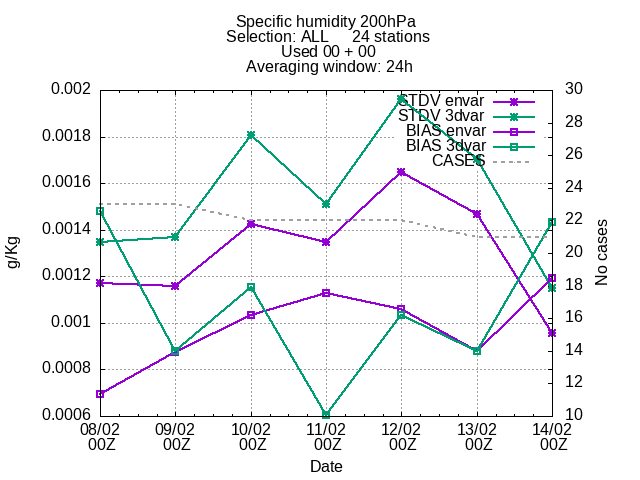 Specific humidity 200hPa
Selection: ALL 24 stations
Used 00 + 00
Averaging window: 24h
0.002
0.0018
0.0016
0.0014
0.0012
0.001
0.0008
0.0006
g/Kg
STDV envar
STDV 3dvar
BIAS envar
BIAS 3dvar
CASES
30
28
26
24
22
20
18
16
14
12
10
No cases
08/02 09/02 10/02 11/02 12/02 13/02 14/02
00Z 00Z 00Z 00Z 00Z 00Z 00Z
Date